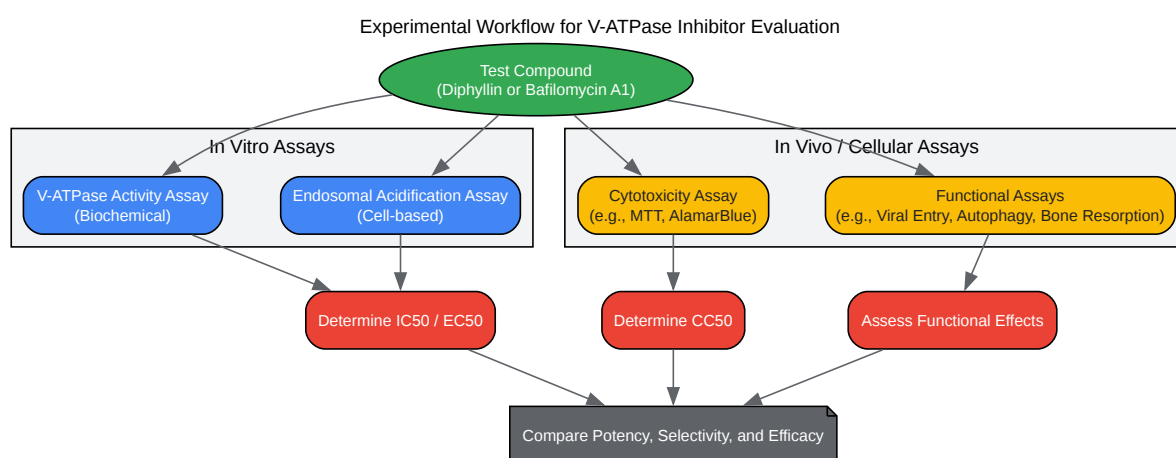 Experimental Workflow for V-ATPase Inhibitor Evaluation
Test Compound
(Diphyllin or Bafilomycin A1)
In Vitro Assays
In Vivo / Cellular Assays
V-ATPase Activity Assay
(Biochemical)
Endosomal Acidification Assay
(Cell-based)
Cytotoxicity Assay
(e.g., MTT, AlamarBlue)
Functional Assays
(e.g., Viral Entry, Autophagy, Bone Resorption)
Determine IC50 / EC50
Determine CC50
Assess Functional Effects
Compare Potency, Selectivity, and Efficacy